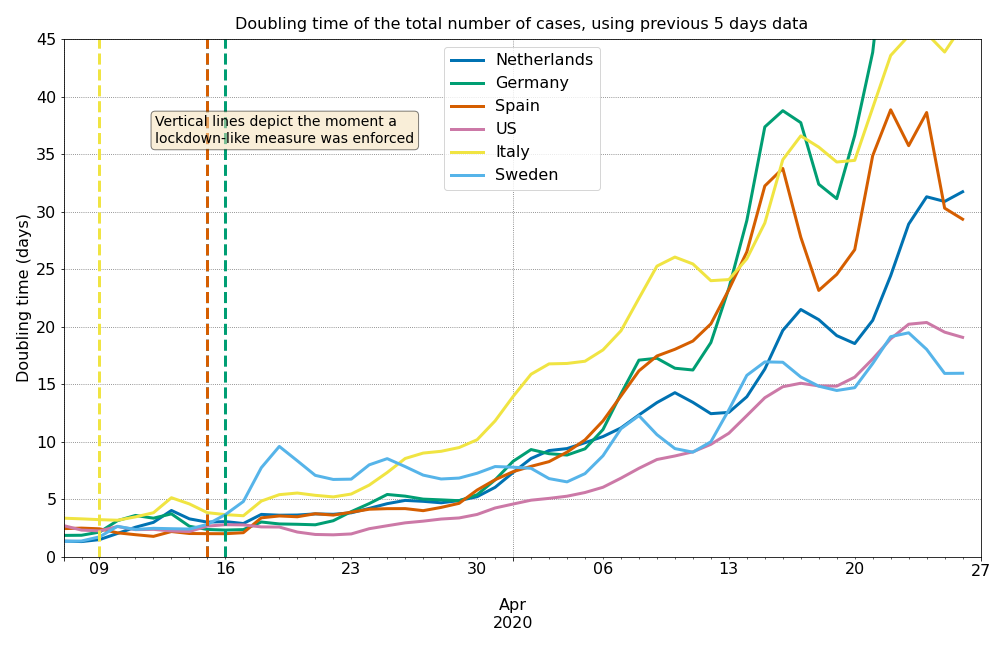 Doubling time of the total number of cases, using previous 5 days data
45
40
35
30
25
20
15
10
5
0
Doubling time (days)
Vertical lines depict the moment a
lockdown-like measure was enforced
Netherlands
Germany
Spain
US
Italy
Sweden
09 16 23 30 06 13 20 27
Apr
2020